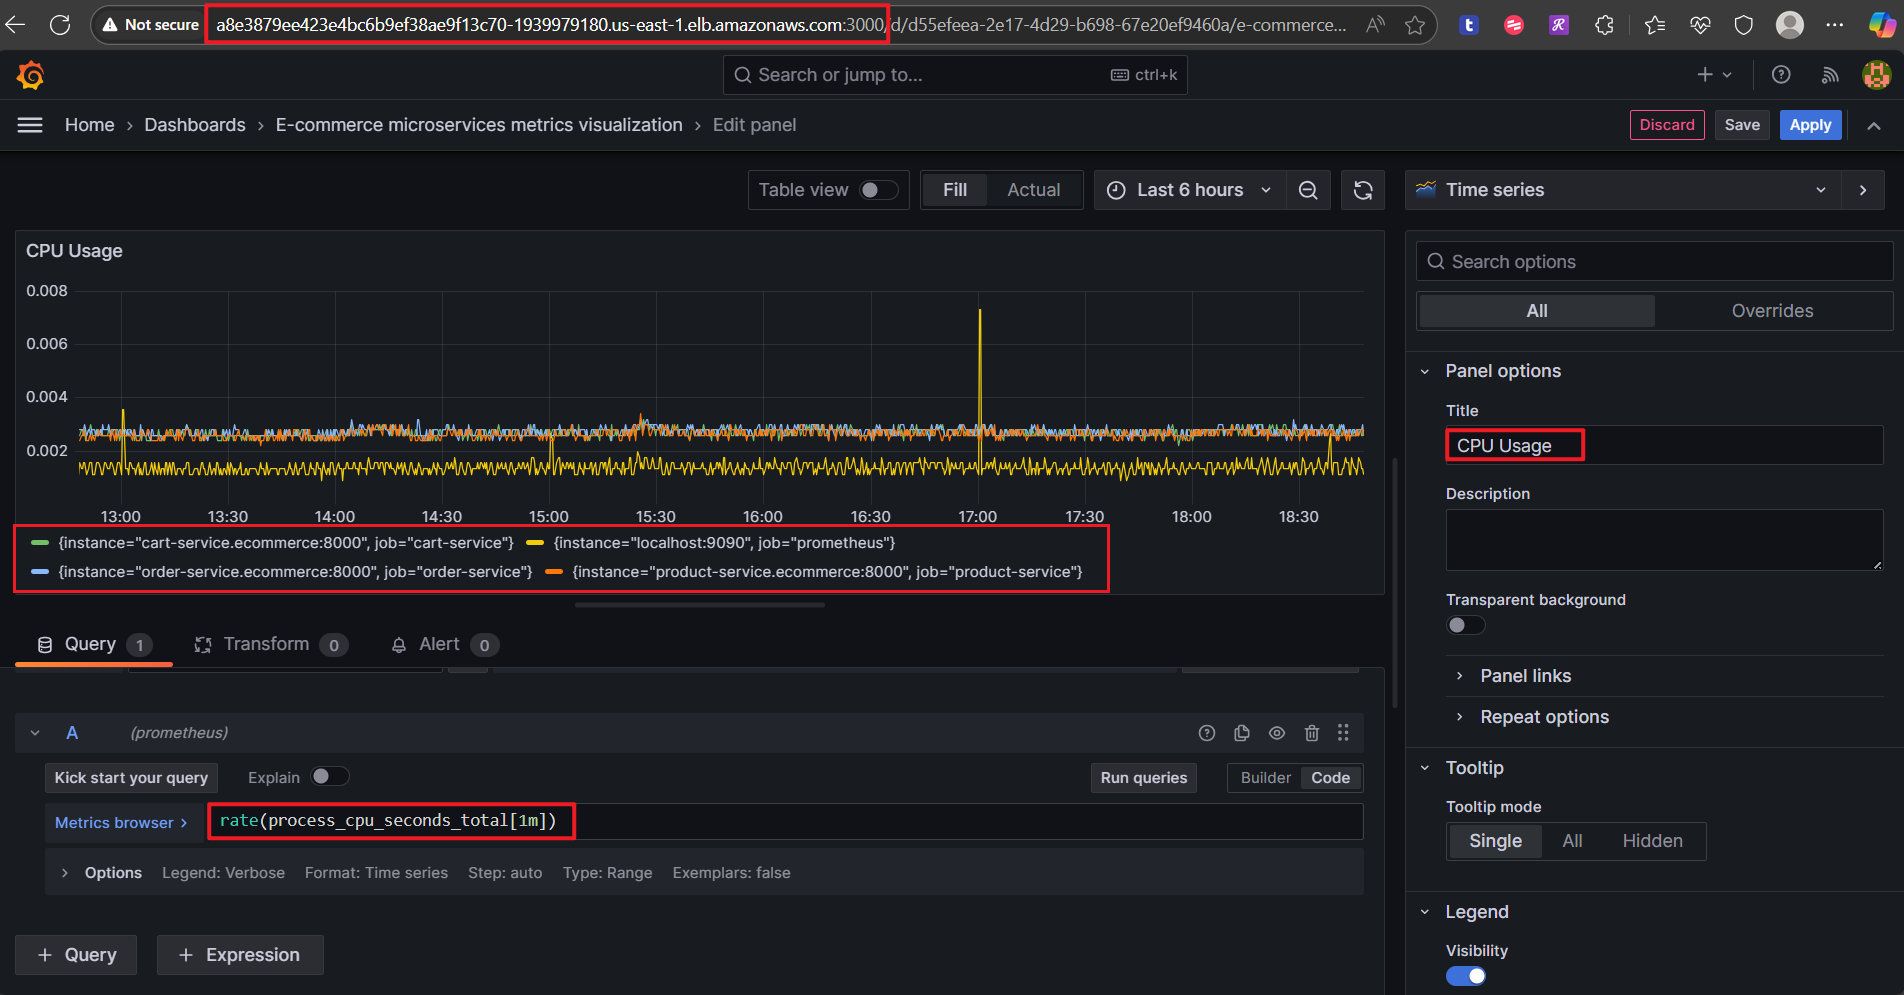 Not secure a8e3879ee423e4bc6b9ef38ae9f13c70-1939979180.us-east-1.elb.amazonaws.com:3000/d/d55efeea-2e17-4d29-b698-67e20ef9460a/e-commerce...
Search or jump to... ctrl+k
Home › Dashboards › E-commerce microservices metrics visualization › Edit panel
Discard Save Apply
Table view Fill Actual Last 6 hours
Time series
CPU Usage
0.008
0.006
0.004
0.002
13:00 13:30 14:00 14:30 15:00 15:30 16:00 16:30 17:00 17:30 18:00 18:30
{instance="cart-service.ecommerce:8000", job="cart-service"} {instance="localhost:9090", job="prometheus"}
{instance="order-service.ecommerce:8000", job="order-service"} {instance="product-service.ecommerce:8000", job="product-service"}
Query 1 Transform 0 Alert 0
A (prometheus)
Kick start your query Explain Run queries Builder Code
Metrics browser > rate(process_cpu_seconds_total[1m])
> Options Legend: Verbose Format: Time series Step: auto Type: Range Exemplars: false
+ Query + Expression
Search options
All Overrides
Panel options
Title
CPU Usage
Description
Transparent background
Panel links
Repeat options
Tooltip
Tooltip mode
Single All Hidden
Legend
Visibility